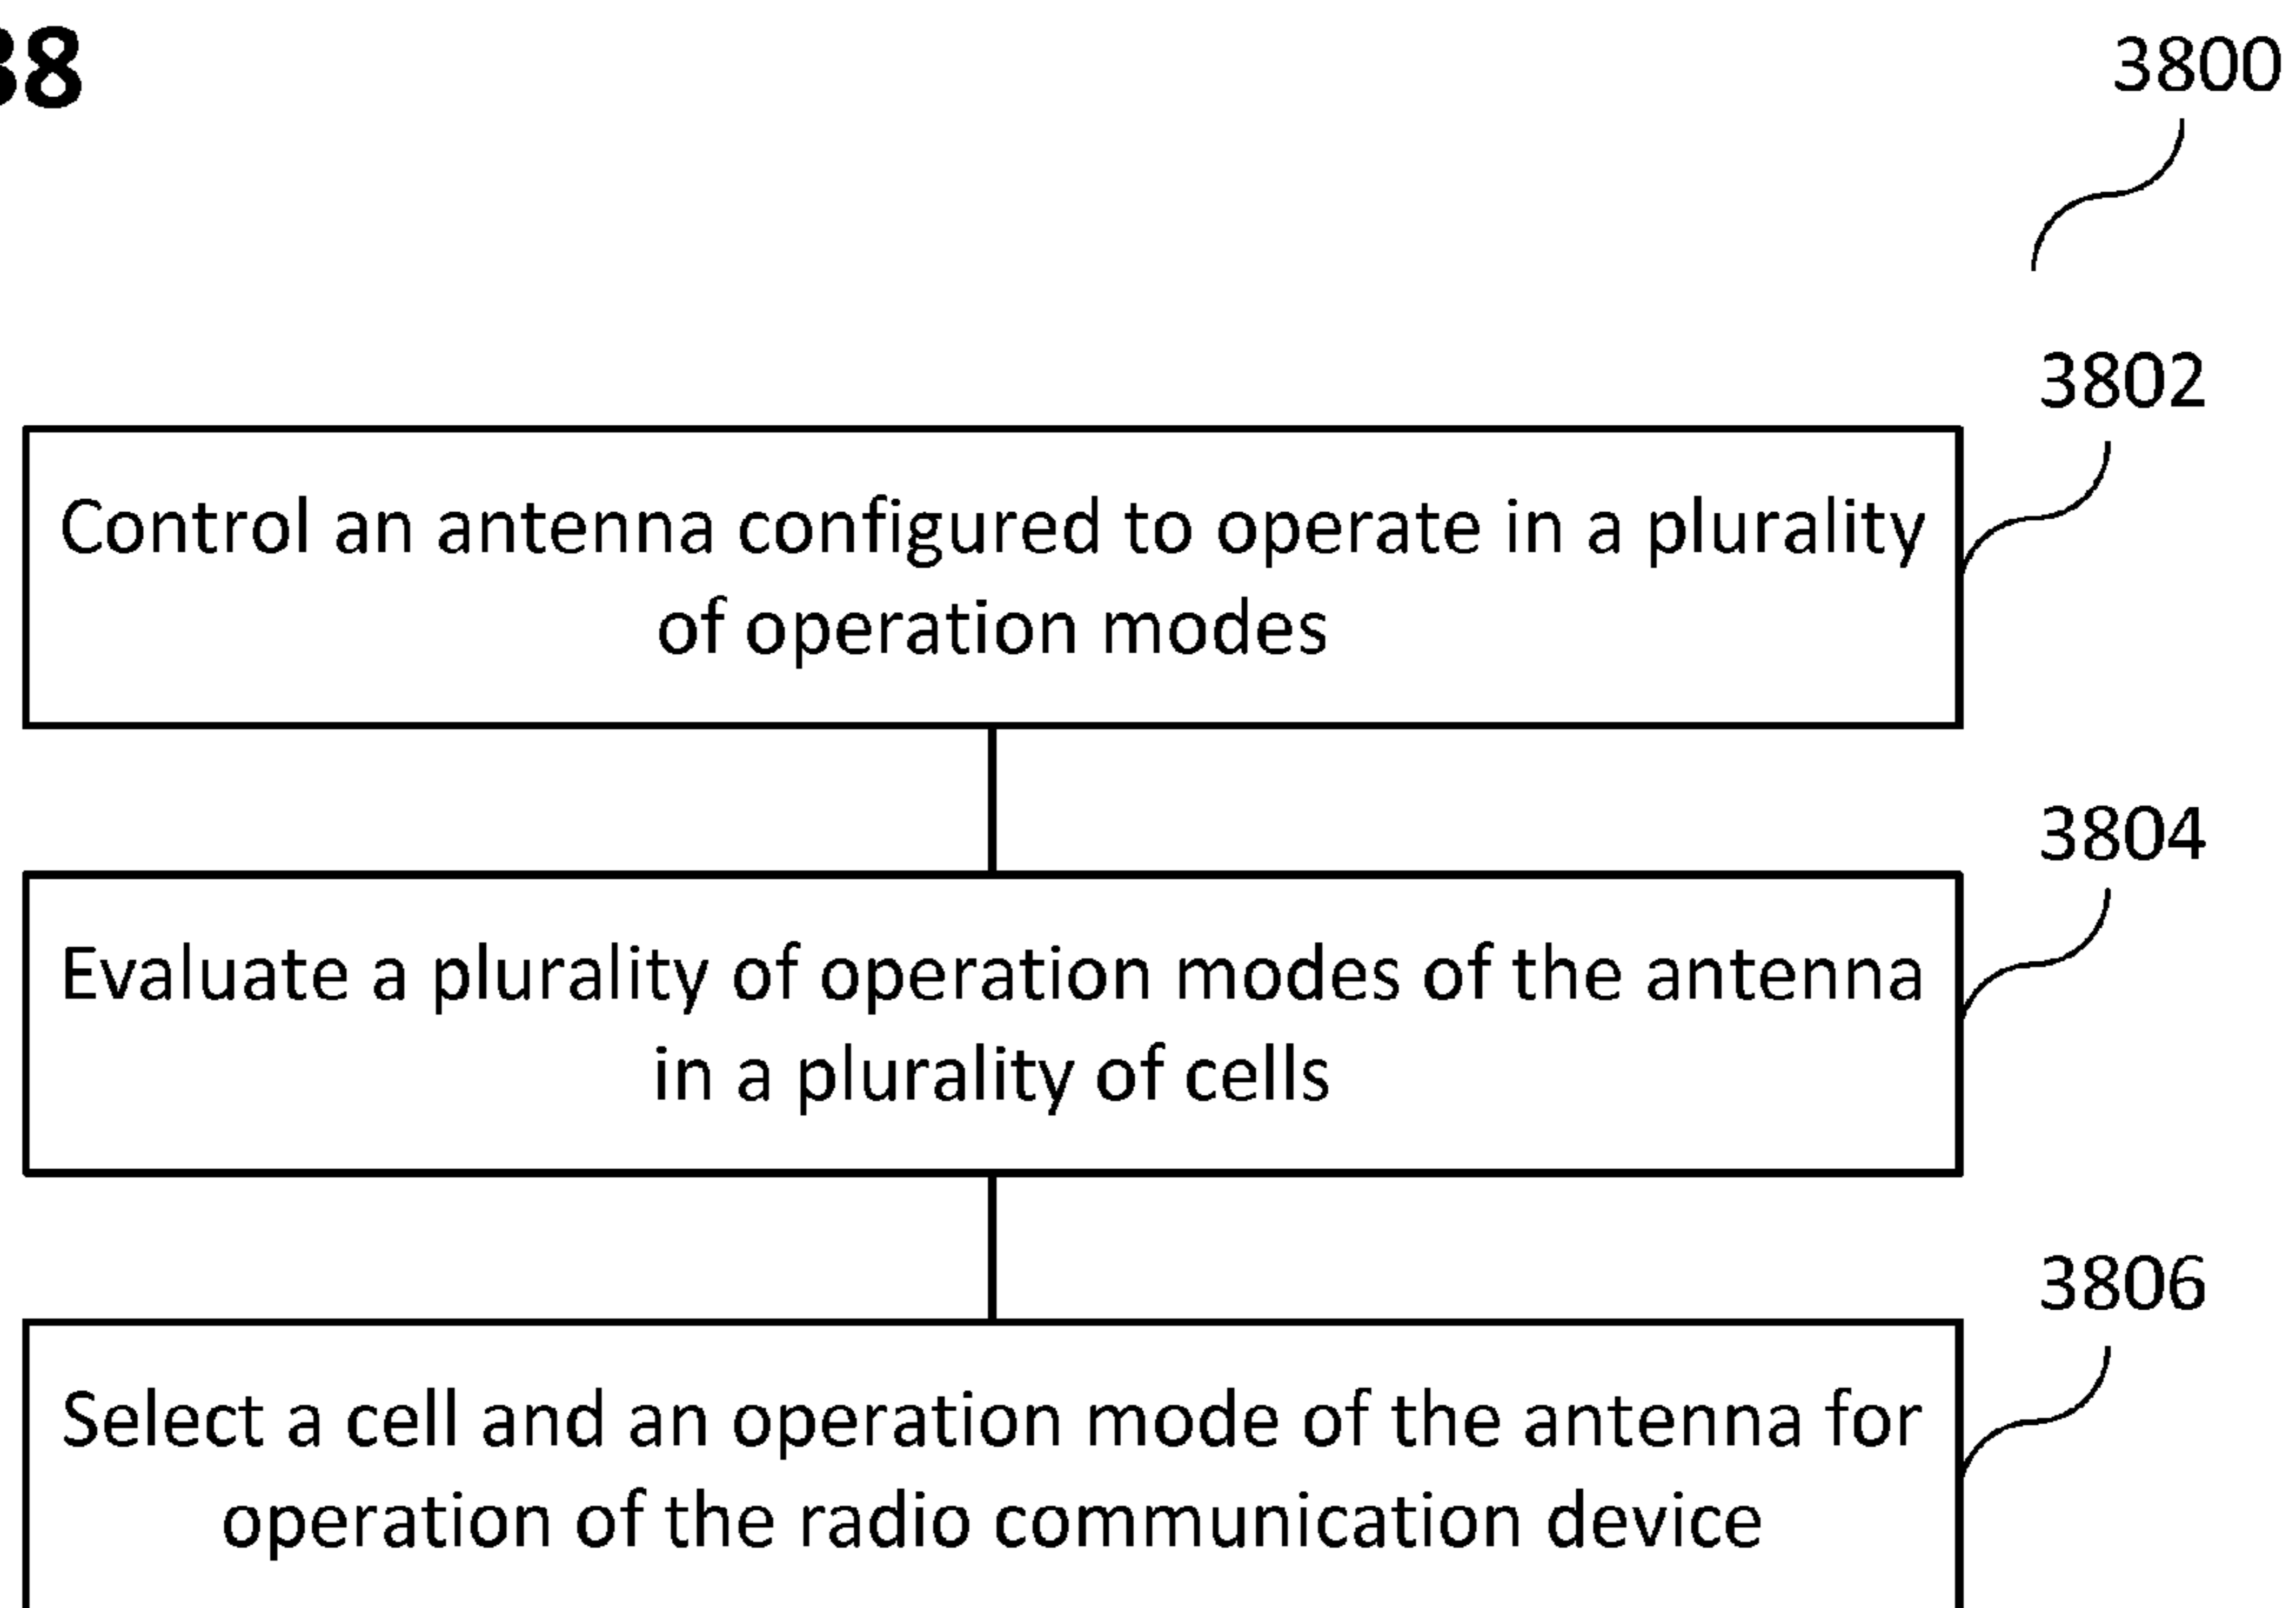 38
3800
3802
Control an antenna configured to operate in a plurality
of operation modes
3804
Evaluate a plurality of operation modes of the antenna
in a plurality of cells
3806
Select a cell and an operation mode of the antenna for
operation of the radio communication device